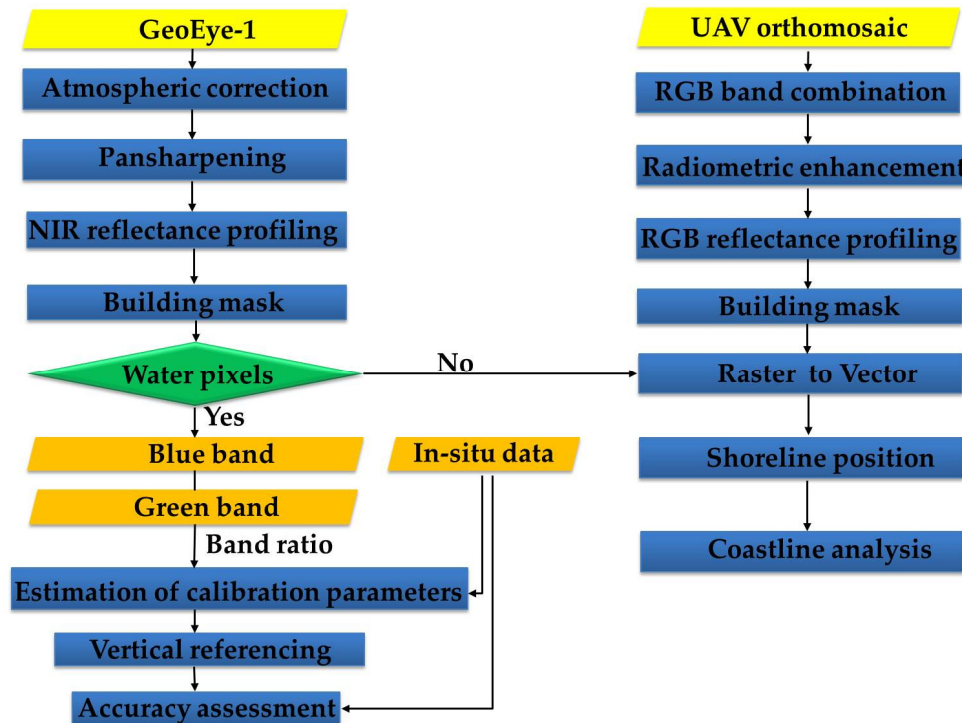 GeoEye-1
Atmospheric correction
Pansharpening
NIR reflectance profiling
Building mask
Water pixels
No
Yes
Blue band
Green band
Band ratio
In-situ data
Estimation of calibration parameters
Vertical referencing
Accuracy assessment
UAV orthomosaic
RGB band combination
Radiometric enhancement
RGB reflectance profiling
Building mask
Raster to Vector
Shoreline position
Coastline analysis